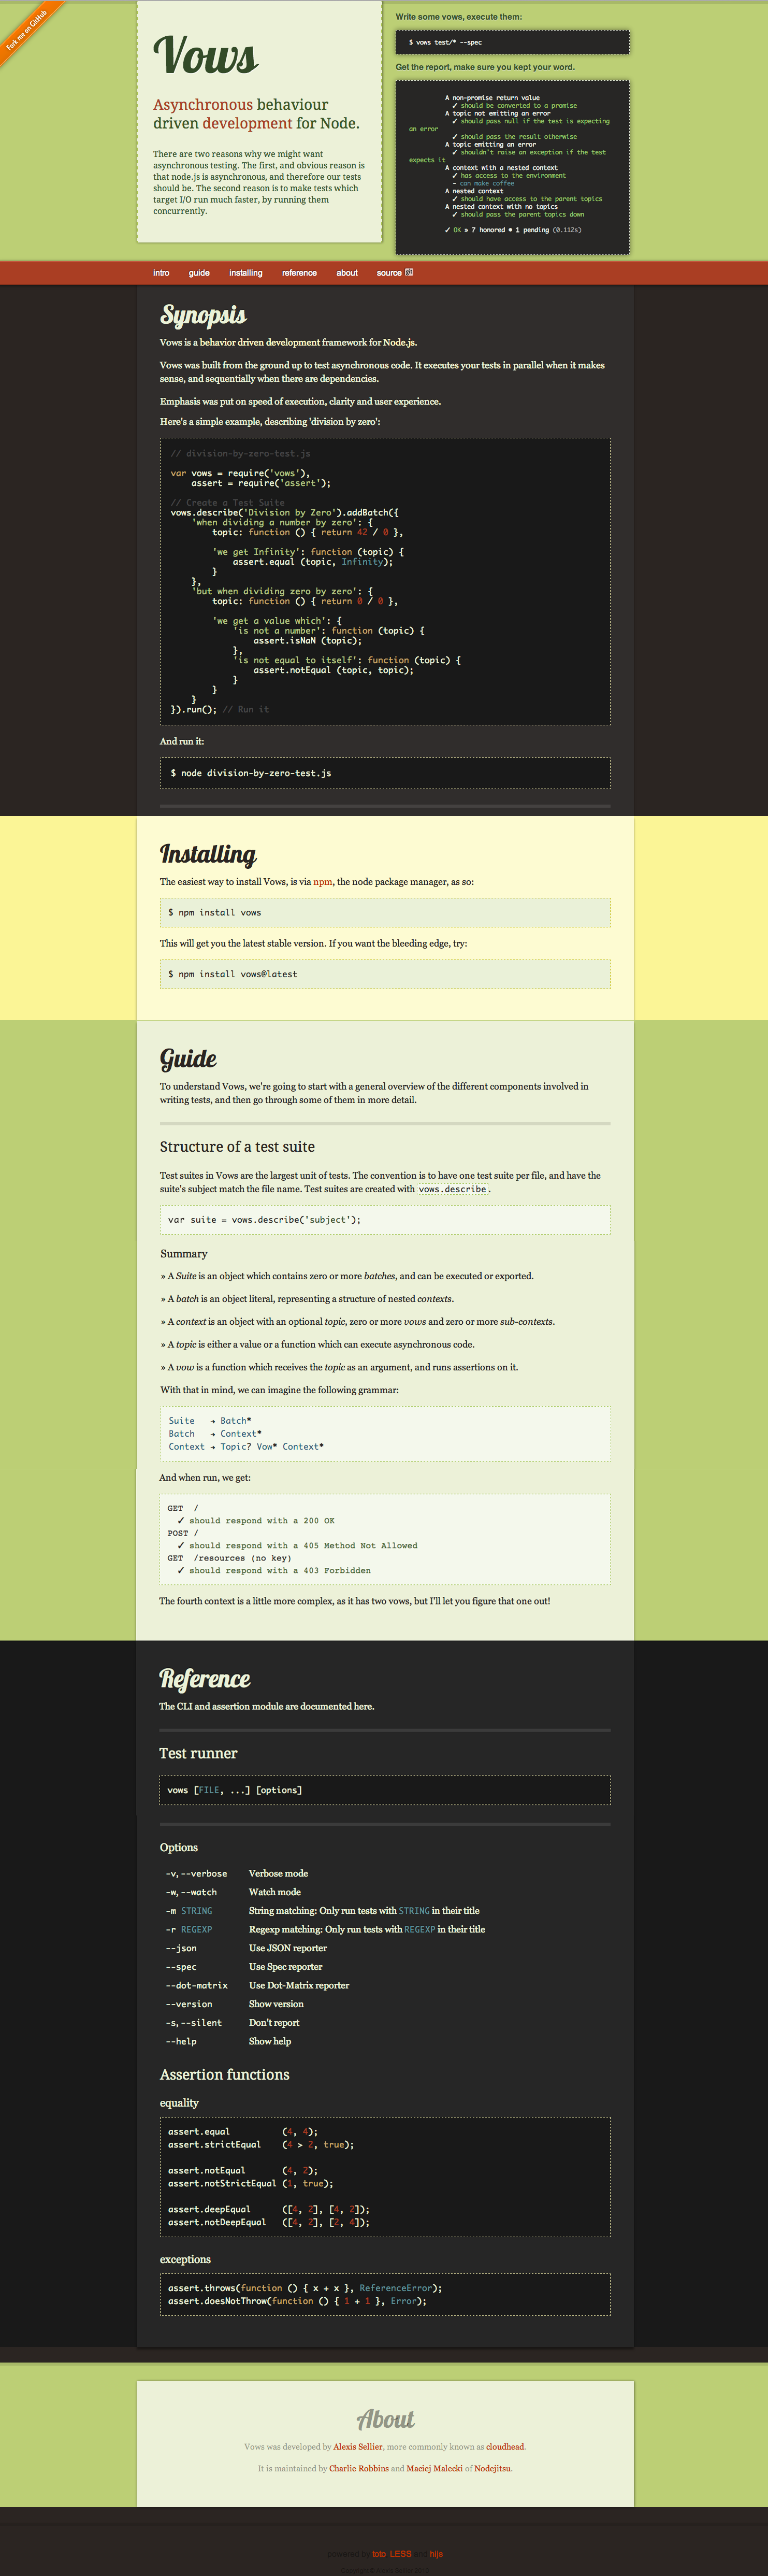 Fork me on GitHub
Vows
Asynchronous behaviour
driven development for Node.
There are two reasons why we might want
asynchronous testing. The first, and obvious reason is
that node.js is asynchronous, and therefore our tests
should be. The second reason is to make tests which
target I/O run much faster, by running them
concurrently.
Write some vows, execute them:
$ vows test/* --spec
Get the report, make sure you kept your word.
A non-promise return value
✓ should be converted to a promise
A topic not emitting an error
✓ should pass null if the test is expecting
an error
✓ should pass the result otherwise
A topic emitting an error
✓ shouldn't raise an exception if the test
expects it
A context with a nested context
✓ has access to the environment
- can make coffee
A nested context
✓ should have access to the parent topics
A nested context with no topics
✓ should pass the parent topics down
✓ OK » 7 honored • 1 pending (0.112s)
intro guide installing reference about source
Synopsis
Vows is a behavior driven development framework for Node.js.
Vows was built from the ground up to test asynchronous code. It executes your tests in parallel when it makes
sense, and sequentially when there are dependencies.
Emphasis was put on speed of execution, clarity and user experience.
Here's a simple example, describing 'division by zero':
// division-by-zero-test.js
var vows = require('vows'),
    assert = require('assert');
// Create a Test Suite
vows.describe('Division by Zero').addBatch({
    'when dividing a number by zero': {
        topic: function () { return 42 / 0 },
        'we get Infinity': function (topic) {
            assert.equal (topic, Infinity);
        }
    },
    'but when dividing zero by zero': {
        topic: function () { return 0 / 0 },
        'we get a value which': {
            'is not a number': function (topic) {
                assert.isNaN (topic);
            },
            'is not equal to itself': function (topic) {
                assert.notEqual (topic, topic);
            }
        }
    }
}).run(); // Run it
And run it:
$ node division-by-zero-test.js
Installing
The easiest way to install Vows, is via npm, the node package manager, as so:
$ npm install vows
This will get you the latest stable version. If you want the bleeding edge, try:
$ npm install vows@latest
Guide
To understand Vows, we're going to start with a general overview of the different components involved in
writing tests, and then go through some of them in more detail.
Structure of a test suite
Test suites in Vows are the largest unit of tests. The convention is to have one test suite per file, and have the
suite's subject match the file name. Test suites are created with vows.describe.
var suite = vows.describe('subject');
Summary
» A Suite is an object which contains zero or more batches, and can be executed or exported.
» A batch is an object literal, representing a structure of nested contexts.
» A context is an object with an optional topic, zero or more vows and zero or more sub-contexts.
» A topic is either a value or a function which can execute asynchronous code.
» A vow is a function which receives the topic as an argument, and runs assertions on it.
With that in mind, we can imagine the following grammar:
Suite   → Batch*
Batch   → Context*
Context → Topic? Vow* Context*
And when run, we get:
GET  /
✓ should respond with a 200 OK
POST /
✓ should respond with a 405 Method Not Allowed
GET  /resources (no key)
✓ should respond with a 403 Forbidden
The fourth context is a little more complex, as it has two vows, but I'll let you figure that one out!
Reference
The CLI and assertion module are documented here.
Test runner
vows [FILE, ...] [options]
Options
-v, --verbose Verbose mode
-w, --watch Watch mode
-m STRING String matching: Only run tests with STRING in their title
-r REGEXP Regexp matching: Only run tests with REGEXP in their title
--json Use JSON reporter
--spec Use Spec reporter
--dot-matrix Use Dot-Matrix reporter
--version Show version
-s, --silent Don't report
--help Show help
Assertion functions
equality
assert.equal          (4, 4);
assert.strictEqual    (4 > 2, true);
assert.notEqual       (4, 2);
assert.notStrictEqual (1, true);
assert.deepEqual      ([4, 2], [4, 2]);
assert.notDeepEqual   ([4, 2], [2, 4]);
exceptions
assert.throws(function () { x + x }, ReferenceError);
assert.doesNotThrow(function () { 1 + 1 }, Error);
About
Vows was developed by Alexis Sellier, more commonly known as cloudhead.
It is maintained by Charlie Robbins and Maciej Malecki of Nodejitsu.
powered by toto, LESS and hijs